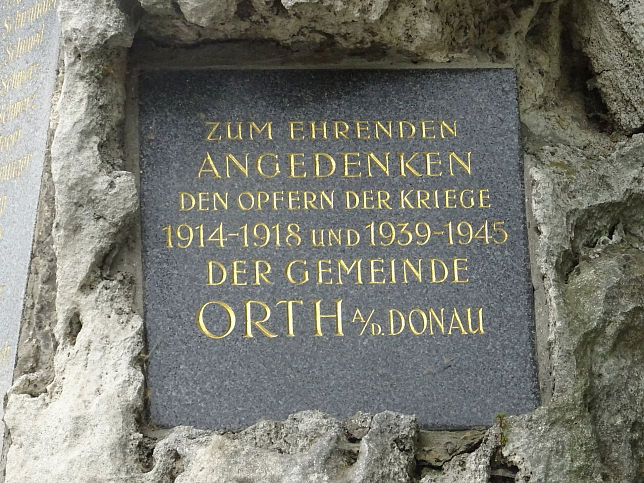 ZUM EHRENDEN
ANGEDENKEN
DEN OPFERN DER KRIEGE
1914-1918 UND 1939-1945
DER GEMEINDE
ORTH A/D. DONAU